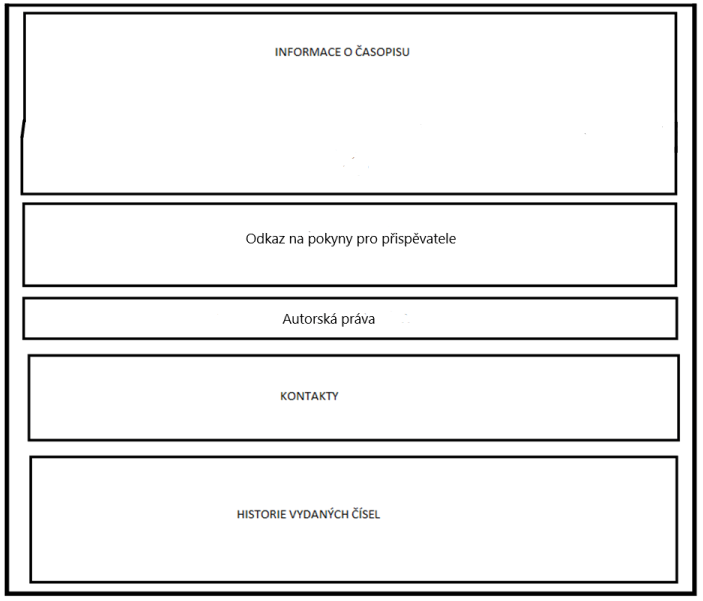 INFORMACE O ČASOPISU
Odkaz na pokyny pro přispěvatele
Autorská práva
KONTAKTY
HISTORIE VYDANÝCH ČÍSEL